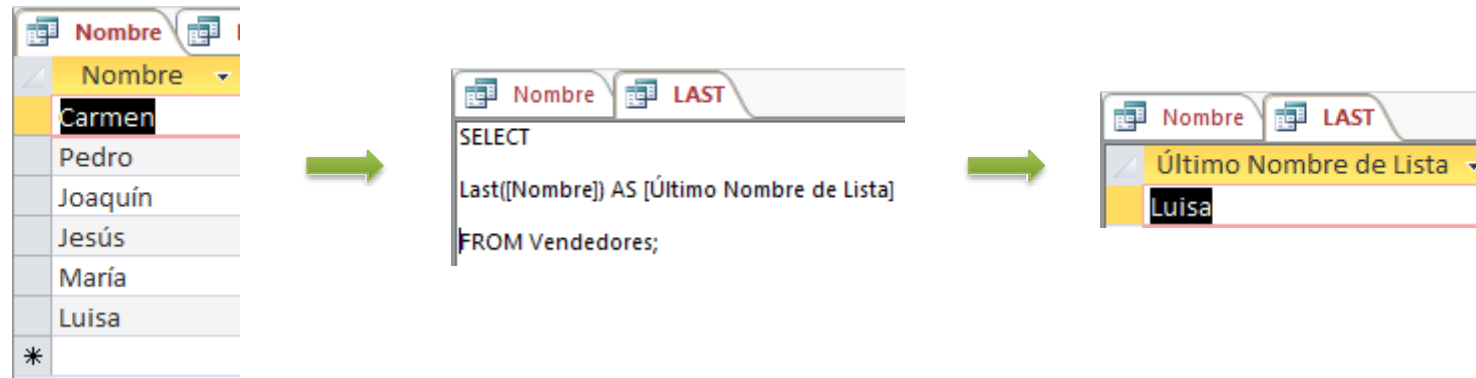 Nombre
Nombre
Carmen
Pedro
Joaquín
Jesús
María
Luisa
Nombre LAST
SELECT
Last([Nombre]) AS [Último Nombre de Lista]
FROM Vendedores;
Nombre LAST
Último Nombre de Lista
Luisa